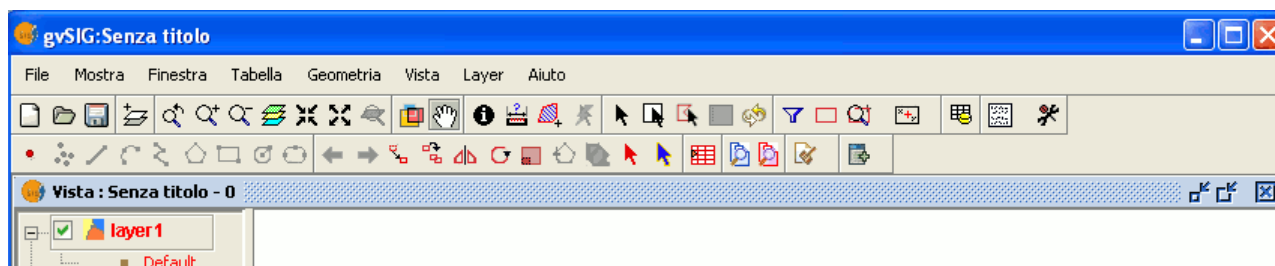 gvSIG:Senza titolo
File Mostra Finestra Tabella Geometria Vista Layer Aiuto
Vista : Senza titolo - 0
layer1
Default